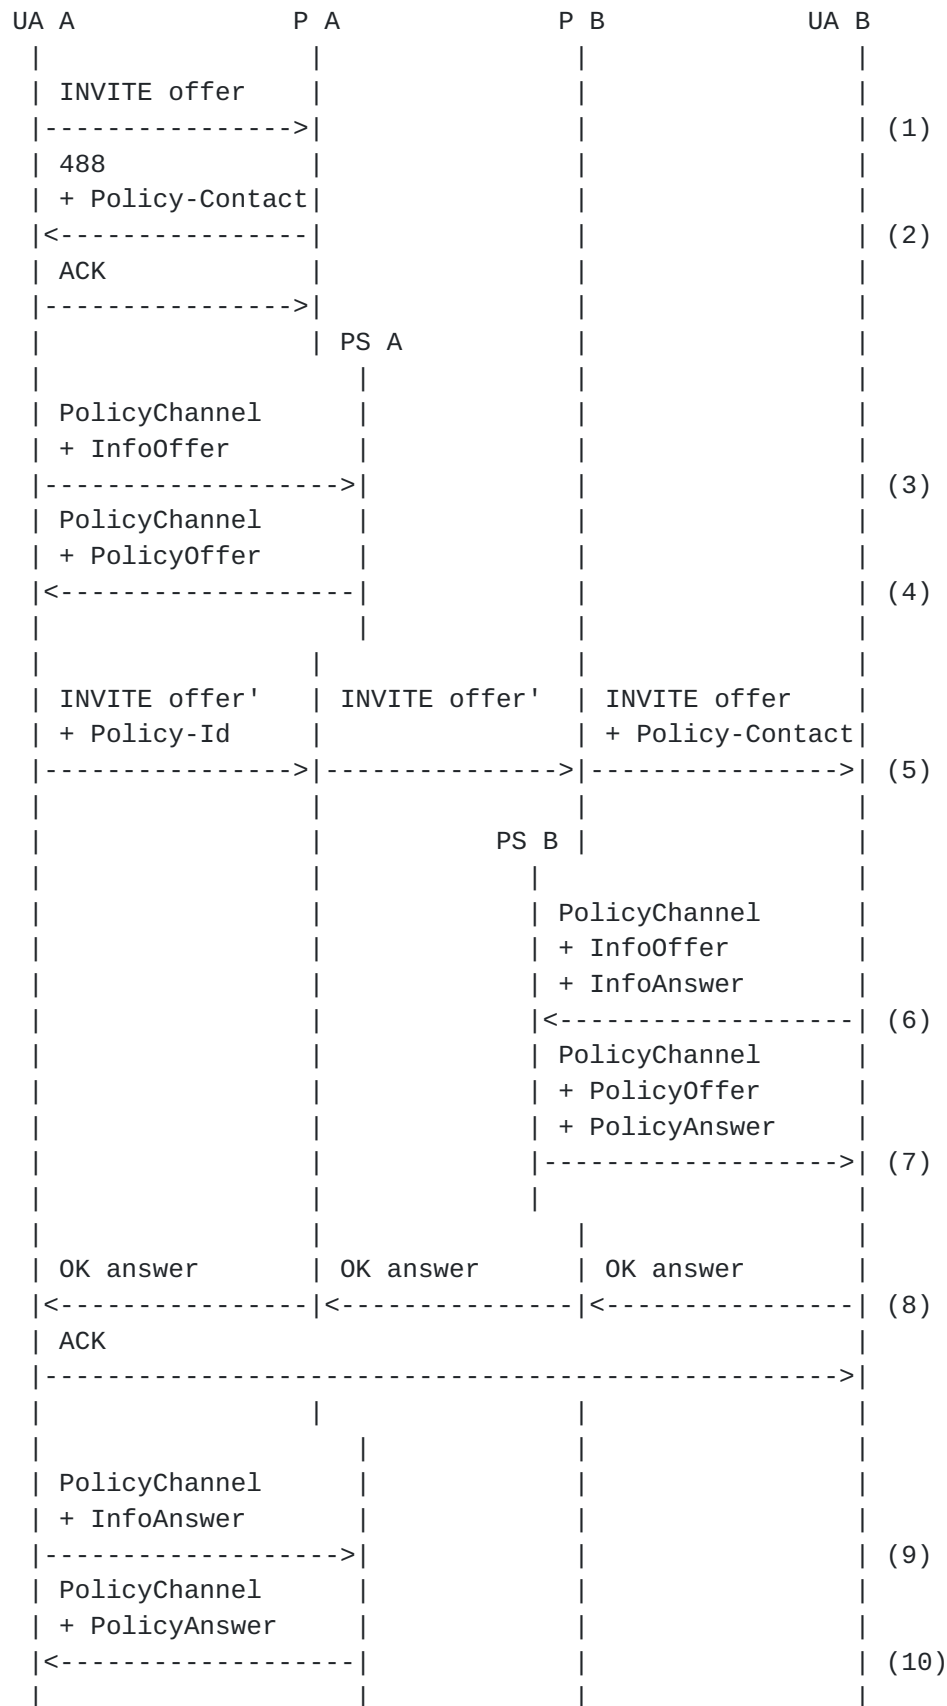 UA A              P A              P B             UA B
 |                 |                |                 |
 | INVITE offer    |                |                 |
 |---------------->|                |                 | (1)
 | 488             |                |                 |
 | + Policy-Contact|                |                 |
 |<----------------|                |                 | (2)
 | ACK             |                |                 |
 |---------------->|                |                 |
 |                 | PS A           |                 |
 |                    |             |                 |
 | PolicyChannel      |             |                 |
 | + InfoOffer        |             |                 |
 |------------------->|             |                 | (3)
 | PolicyChannel      |             |                 |
 | + PolicyOffer      |             |                 |
 |<-------------------|             |                 | (4)
 |                    |             |                 |
 |                 |                |                 |
 | INVITE offer'   | INVITE offer'  | INVITE offer    |
 | + Policy-Id     |                | + Policy-Contact|
 |---------------->|--------------->|---------------->| (5)
 |                 |                |                 |
 |                 |           PS B |                 |
 |                 |             |                    |
 |                 |             | PolicyChannel      |
 |                 |             | + InfoOffer        |
 |                 |             | + InfoAnswer       |
 |                 |             |<-------------------| (6)
 |                 |             | PolicyChannel      |
 |                 |             | + PolicyOffer      |
 |                 |             | + PolicyAnswer     |
 |                 |             |------------------->| (7)
 |                 |             |                    |
 |                 |                |                 |
 | OK answer       | OK answer      | OK answer       |
 |<----------------|<---------------|<----------------| (8)
 | ACK                                                |
 |--------------------------------------------------->|
 |                 |                |                 |
 |                    |             |                 |
 | PolicyChannel      |             |                 |
 | + InfoAnswer       |             |                 |
 |------------------->|             |                 | (9)
 | PolicyChannel      |             |                 |
 | + PolicyAnswer     |             |                 |
 |<-------------------|             |                 | (10)
 |                    |             |                 |